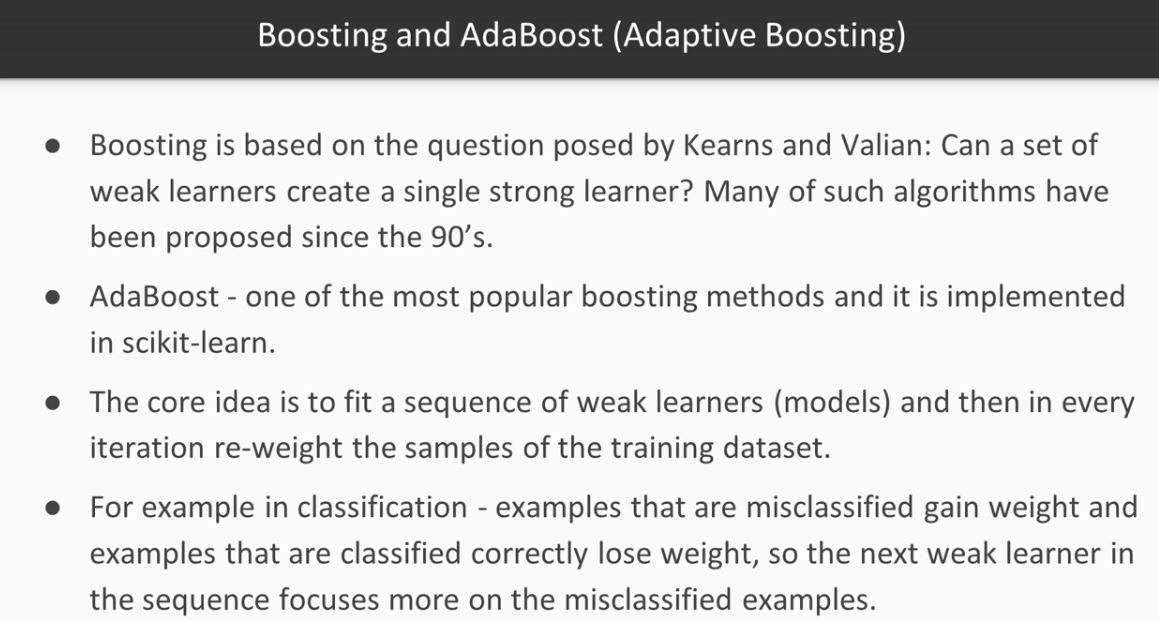 Boosting and AdaBoost (Adaptive Boosting)
● Boosting is based on the question posed by Kearns and Valian: Can a set of
weak learners create a single strong learner? Many of such algorithms have
been proposed since the 90’s.
● AdaBoost - one of the most popular boosting methods and it is implemented
in scikit-learn.
● The core idea is to fit a sequence of weak learners (models) and then in every
iteration re-weight the samples of the training dataset.
● For example in classification - examples that are misclassified gain weight and
examples that are classified correctly lose weight, so the next weak learner in
the sequence focuses more on the misclassified examples.